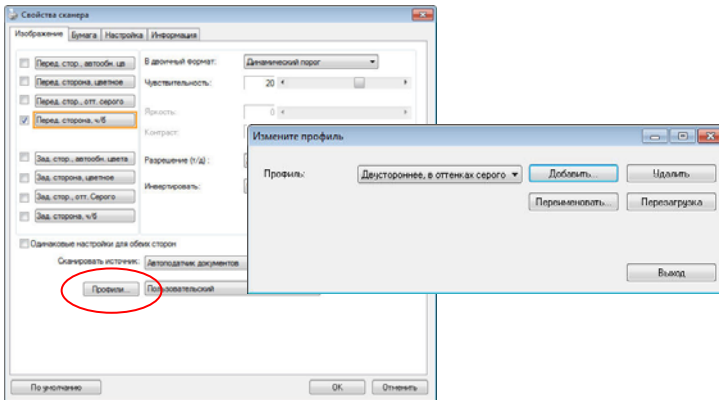 Свойства сканера
Изображение Бумага Настройка Информация
Перед. стор., автообн. цв
В двоичный формат: Динамический порог
Перед. сторона, цветное
Чувствительность: 20
Перед. стор., отт. серого
Яркость: 0
Перед. сторона, ч/б
Контраст:
Зад. стор., автообн. цвета
Разрешение (т/д) :
Зад. сторона, цветное
Инвертировать:
Зад. стор., отт. Серого
Зад. сторона, ч/б
Одинаковые настройки для обеих сторон
Сканировать источник: Автоподатчик документов
Профили... Пользовательский
По умолчанию OK Отменить
Измените профиль
Профиль: Двустороннее, в оттенках серого Добавить... Удалить
Переименовать... Перезагрузка
Выход